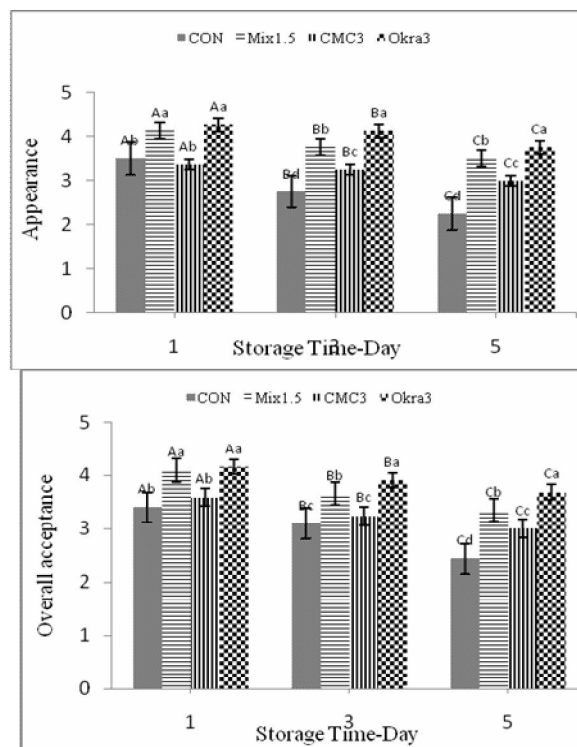 CON Mix1.5 CMC3 Okra3
5
4
3
2
1
0
Appearance
Ab Aa Ab Aa
Bd Bb Bc Ba
Cd Cb Cc Ca
1 3 5
Storage Time-Day
CON Mix1.5 CMC3 Okra3
5
4
3
2
1
0
Overall acceptance
Ab Aa Ab Aa
Bc Bb Bc Ba
Cd Cb Cc Ca
1 3 5
Storage Time-Day